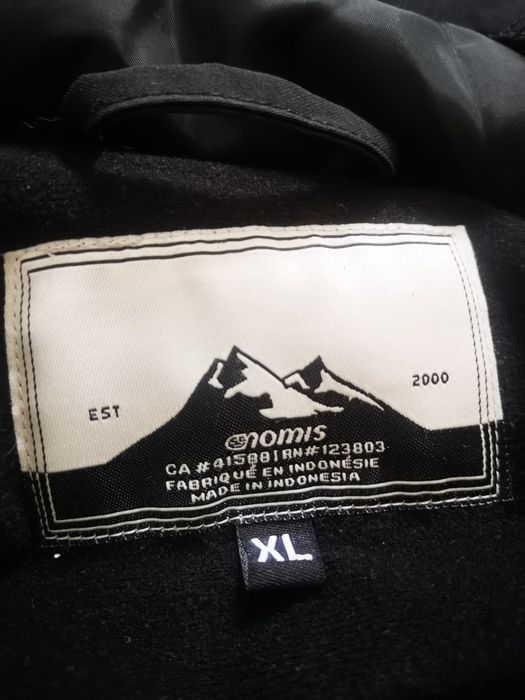 EST
2000
nomis
CA #41588 | RN#123803
FABRIQUÉ EN INDONÉSIE
MADE IN INDONESIA
XL